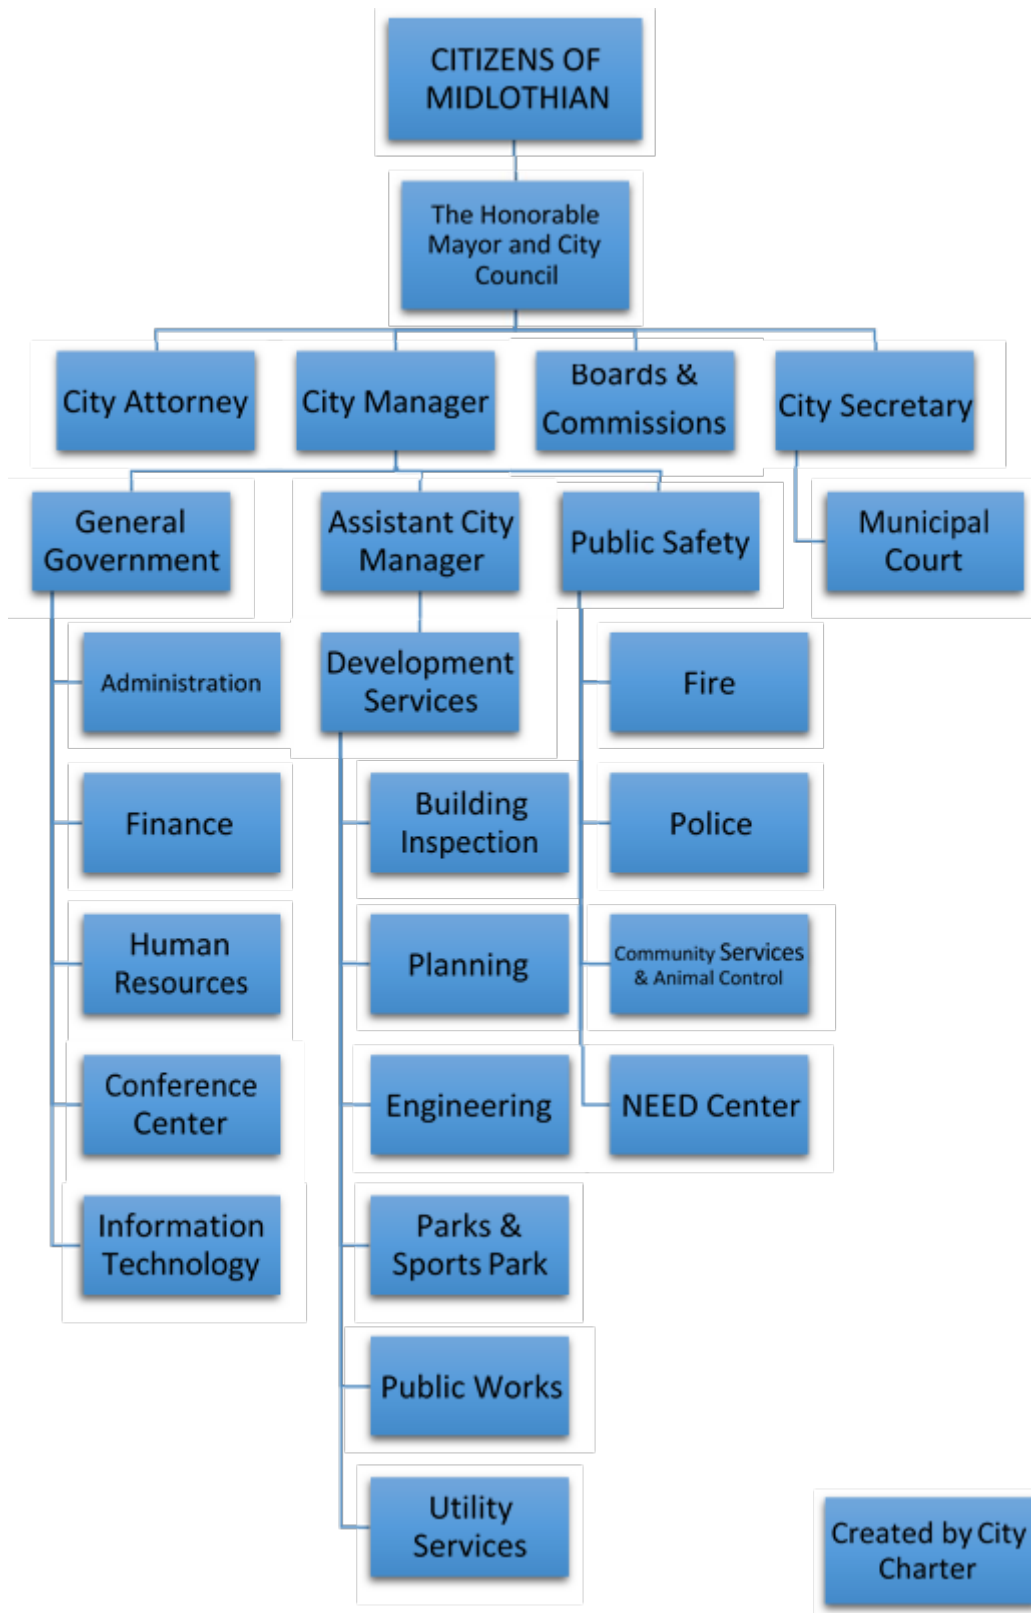 CITIZENS OF
MIDLOTHIAN
The Honorable
Mayor and City
Council
City Attorney
City Manager
Boards &
Commissions
City Secretary
General
Government
Assistant City
Manager
Public Safety
Municipal
Court
Administration
Development
Services
Fire
Finance
Building
Inspection
Police
Human
Resources
Planning
Community Services
& Animal Control
Conference
Center
Engineering
NEED Center
Information
Technology
Parks &
Sports Park
Public Works
Utility
Services
Created by City
Charter